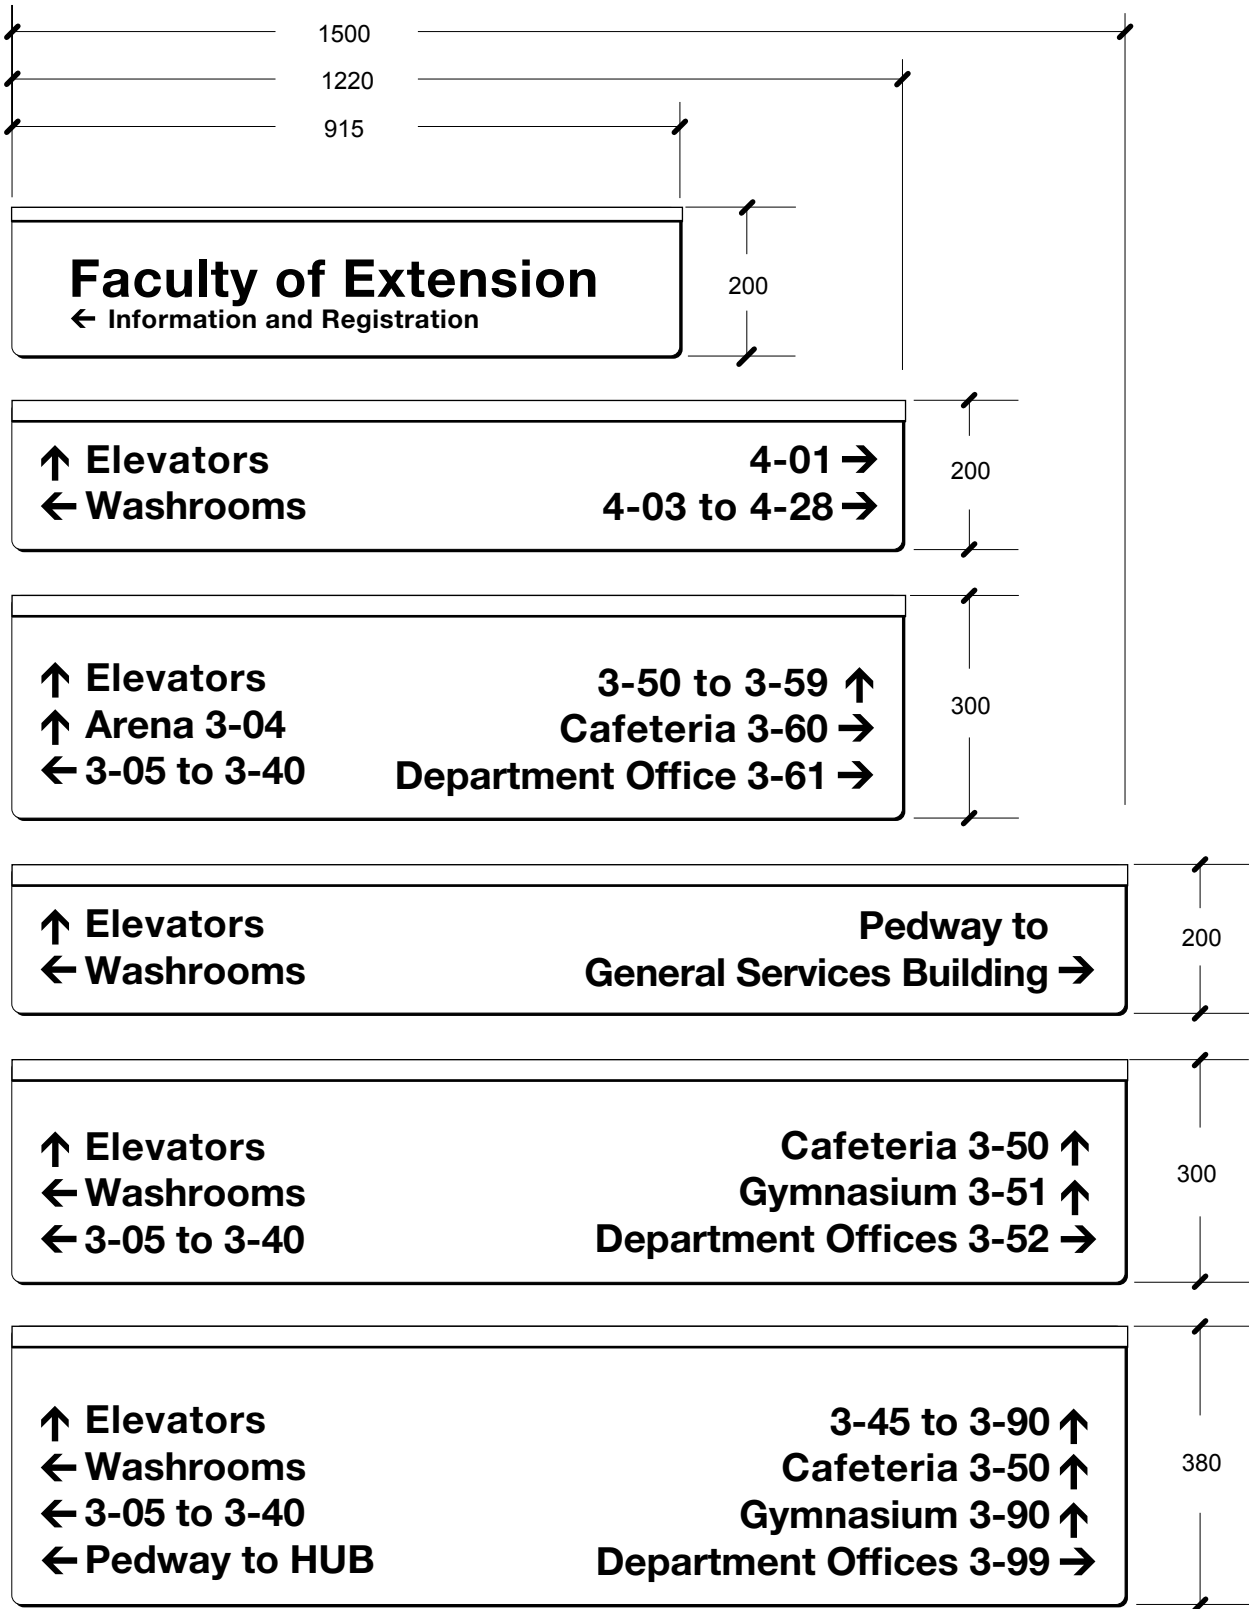 1500
1220
915
Faculty of Extension
← Information and Registration
200
↑ Elevators 4-01 →
← Washrooms 4-03 to 4-28 →
200
↑ Elevators 3-50 to 3-59 ↑
↑ Arena 3-04 Cafeteria 3-60 →
← 3-05 to 3-40 Department Office 3-61 →
300
↑ Elevators Pedway to
← Washrooms General Services Building →
200
↑ Elevators Cafeteria 3-50 ↑
← Washrooms Gymnasium 3-51 ↑
← 3-05 to 3-40 Department Offices 3-52 →
300
↑ Elevators 3-45 to 3-90 ↑
← Washrooms Cafeteria 3-50 ↑
← 3-05 to 3-40 Gymnasium 3-90 ↑
← Pedway to HUB Department Offices 3-99 →
380